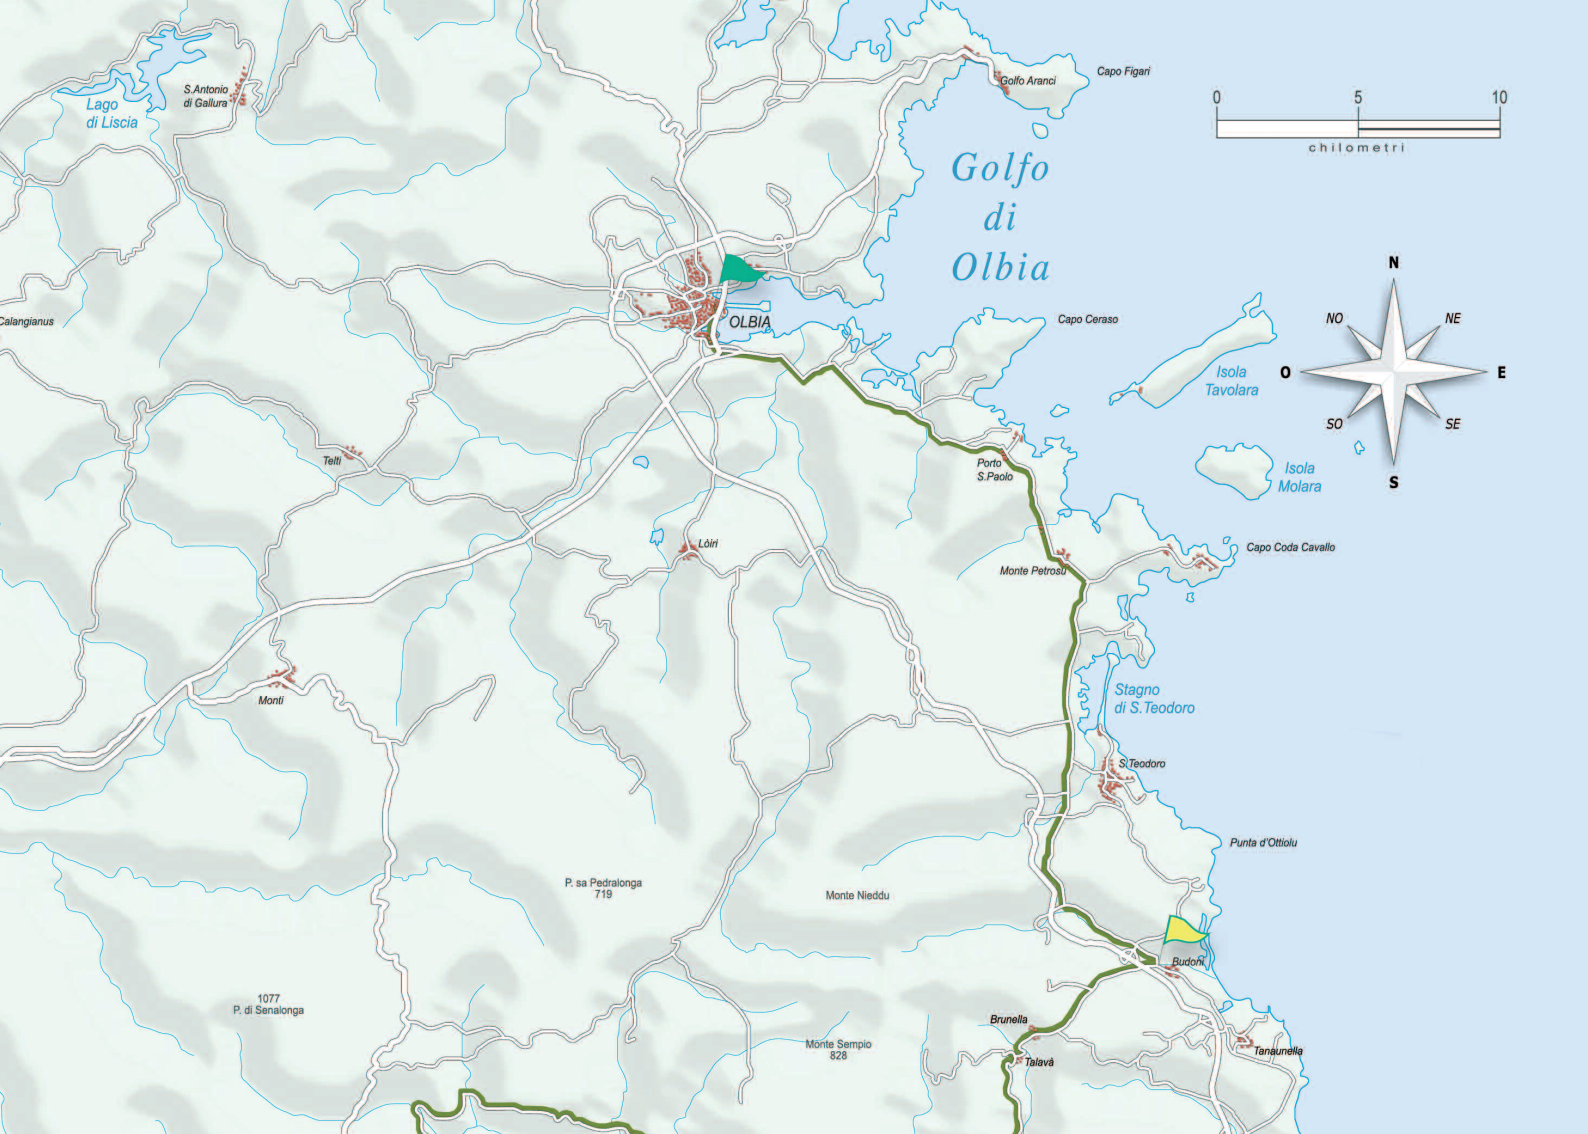 Capo Figari
Golfo Aranci
S.Antonio
di Gallura
Lago
di Liscia
0 5 10
chilometri
Golfo
di
Olbia
N
NO NE
O E
SO SE
S
Calangianus
OLBIA
Capo Ceraso
Isola
Tavolara
Telti
Porto
S.Paolo
Isola
Molara
Lòiri
Capo Coda Cavallo
Monte Petrosu
Monti
Stagno
di S.Teodoro
S.Teodoro
Punta d'Ottiolu
P. sa Pedralonga
719
Monte Nieddu
Budoni
1077
P. di Senalonga
Brunella
Monte Sempio
828
Talavà
Tanaunella